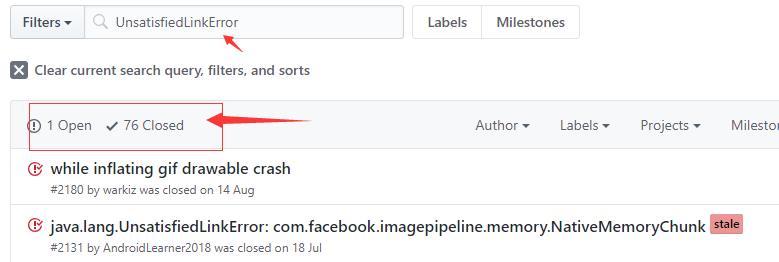 Filters UnsatisfiedLinkError Labels Milestones
Clear current search query, filters, and sorts
1 Open 76 Closed Author Labels Projects Mileston
while inflating gif drawable crash
#2180 by warkiz was closed on 14 Aug
java.lang.UnsatisfiedLinkError: com.facebook.imagepipeline.memory.NativeMemoryChunk stale
#2131 by AndroidLearner2018 was closed on 18 Jul